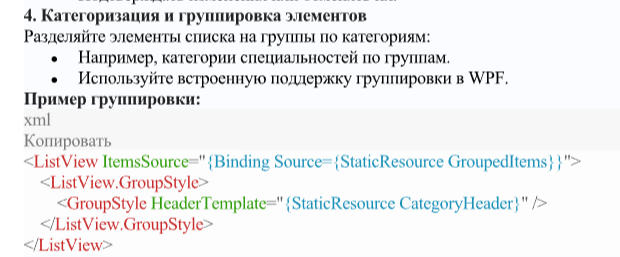 4. Категоризация и группировка элементов
Разделяйте элементы списка на группы по категориям:
• Например, категории специальностей по группам.
• Используйте встроенную поддержку группировки в WPF.
Пример группировки:
xml
Копировать
<ListView ItemsSource="{Binding Source={StaticResource GroupedItems}}">
<ListView.GroupStyle>
<GroupStyle HeaderTemplate="{StaticResource CategoryHeader}" />
</ListView.GroupStyle>
</ListView>